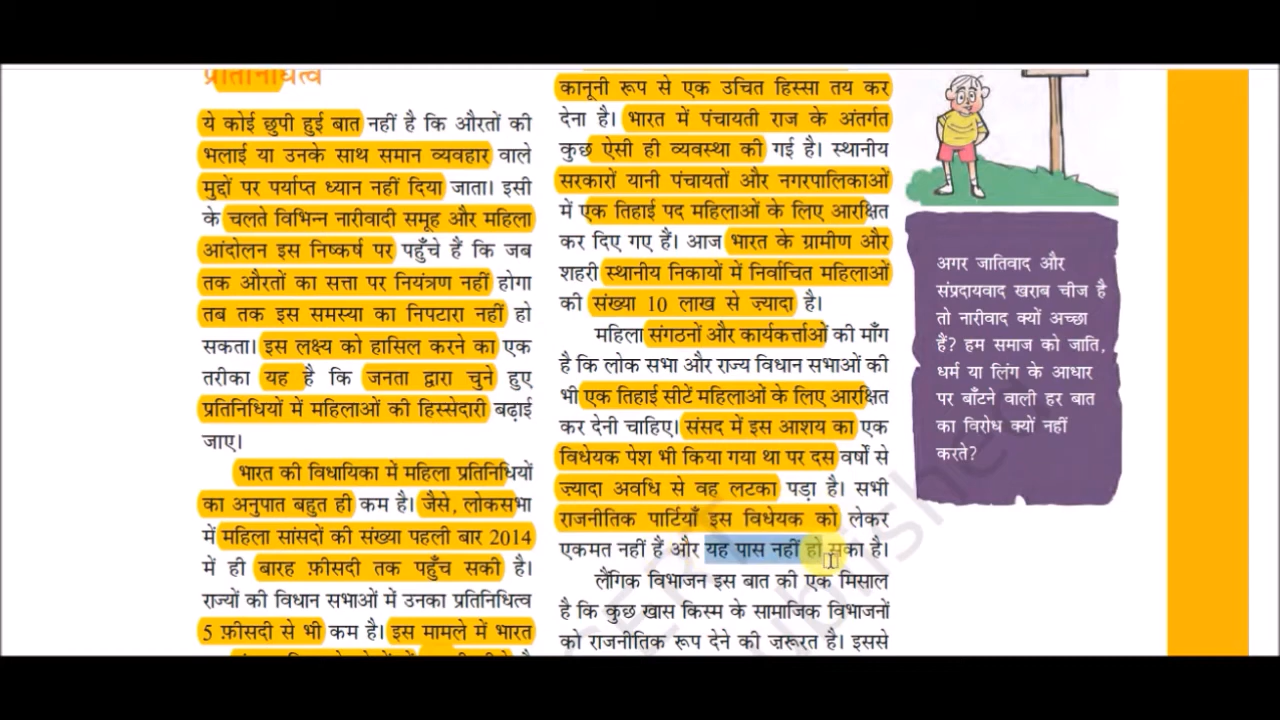 प्रतिनिधित्व
ये कोई छुपी हुई बात नहीं है कि औरतों की
भलाई या उनके साथ समान व्यवहार वाले
मुद्दों पर पर्याप्त ध्यान नहीं दिया जाता। इसी
के चलते विभिन्न नारीवादी समूह और महिला
आंदोलन इस निष्कर्ष पर पहुँचे हैं कि जब
तक औरतों का सत्ता पर नियंत्रण नहीं होगा
तब तक इस समस्या का निपटारा नहीं हो
सकता। इस लक्ष्य को हासिल करने का एक
तरीका यह है कि जनता द्वारा चुने हुए
प्रतिनिधियों में महिलाओं की हिस्सेदारी बढ़ाई
जाए।
भारत की विधायिका में महिला प्रतिनिधियों
का अनुपात बहुत ही कम है। जैसे, लोकसभा
में महिला सांसदों की संख्या पहली बार 2014
में ही बारह फ़ीसदी तक पहुँच सकी है।
राज्यों की विधान सभाओं में उनका प्रतिनिधित्व
5 फ़ीसदी से भी कम है। इस मामले में भारत
कानूनी रूप से एक उचित हिस्सा तय कर
देना है। भारत में पंचायती राज के अंतर्गत
कुछ ऐसी ही व्यवस्था की गई है। स्थानीय
सरकारों यानी पंचायतों और नगरपालिकाओं
में एक तिहाई पद महिलाओं के लिए आरक्षित
कर दिए गए हैं। आज भारत के ग्रामीण और
शहरी स्थानीय निकायों में निर्वाचित महिलाओं
की संख्या 10 लाख से ज़्यादा है।
महिला संगठनों और कार्यकर्त्ताओं की माँग
है कि लोक सभा और राज्य विधान सभाओं की
भी एक तिहाई सीटें महिलाओं के लिए आरक्षित
कर देनी चाहिए। संसद में इस आशय का एक
विधेयक पेश भी किया गया था पर दस वर्षों से
ज़्यादा अवधि से वह लटका पड़ा है। सभी
राजनीतिक पार्टियाँ इस विधेयक को लेकर
एकमत नहीं हैं और यह पास नहीं हो सका है।
लैंगिक विभाजन इस बात की एक मिसाल
है कि कुछ खास किस्म के सामाजिक विभाजनों
को राजनीतिक रूप देने की ज़रूरत है। इससे
अगर जातिवाद और
संप्रदायवाद खराब चीज है
तो नारीवाद क्यों अच्छा
हैं? हम समाज को जाति,
धर्म या लिंग के आधार
पर बाँटने वाली हर बात
का विरोध क्यों नहीं
करते?